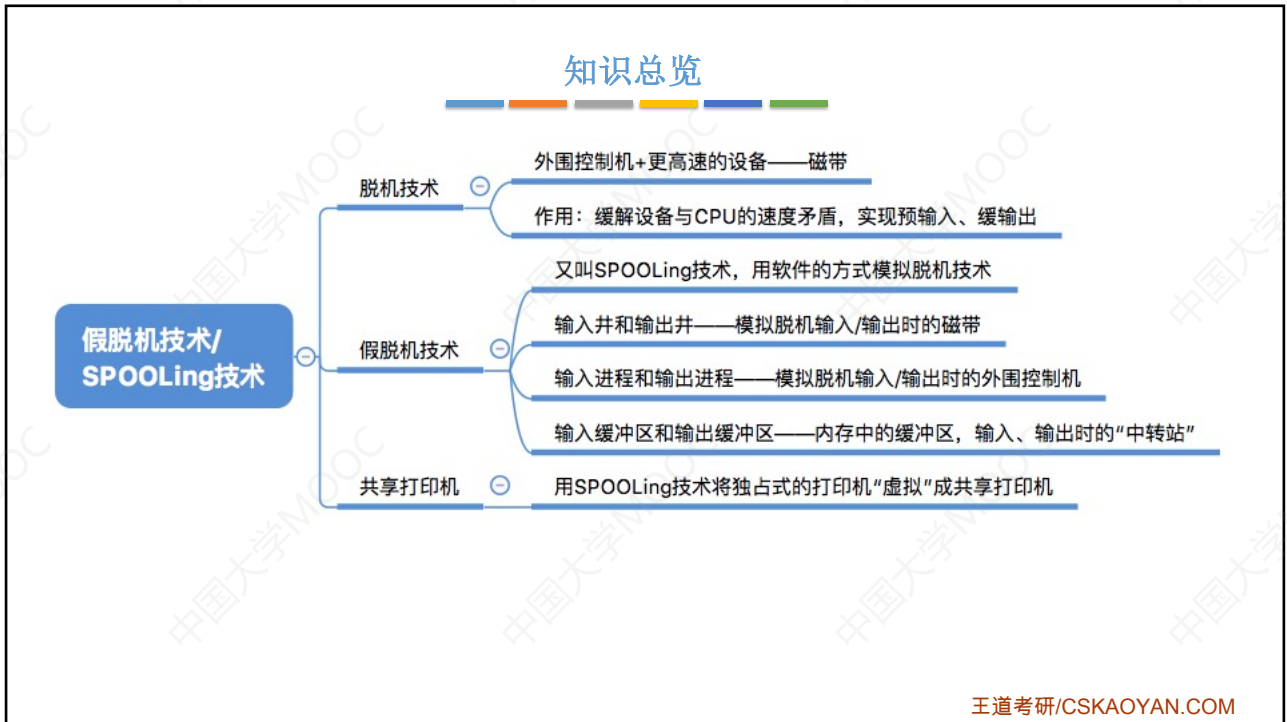 知识总览
脱机技术
外围控制机+更高速的设备——磁带
作用：缓解设备与CPU的速度矛盾，实现预输入、缓输出
假脱机技术/
SPOOLing技术
假脱机技术
又叫SPOOLing技术，用软件的方式模拟脱机技术
输入井和输出井——模拟脱机输入/输出时的磁带
输入进程和输出进程——模拟脱机输入/输出时的外围控制机
输入缓冲区和输出缓冲区——内存中的缓冲区，输入、输出时的“中转站”
共享打印机
用SPOOLing技术将独占式的打印机“虚拟”成共享打印机
王道考研/CSKAOYAN.COM
中国大学MOOC